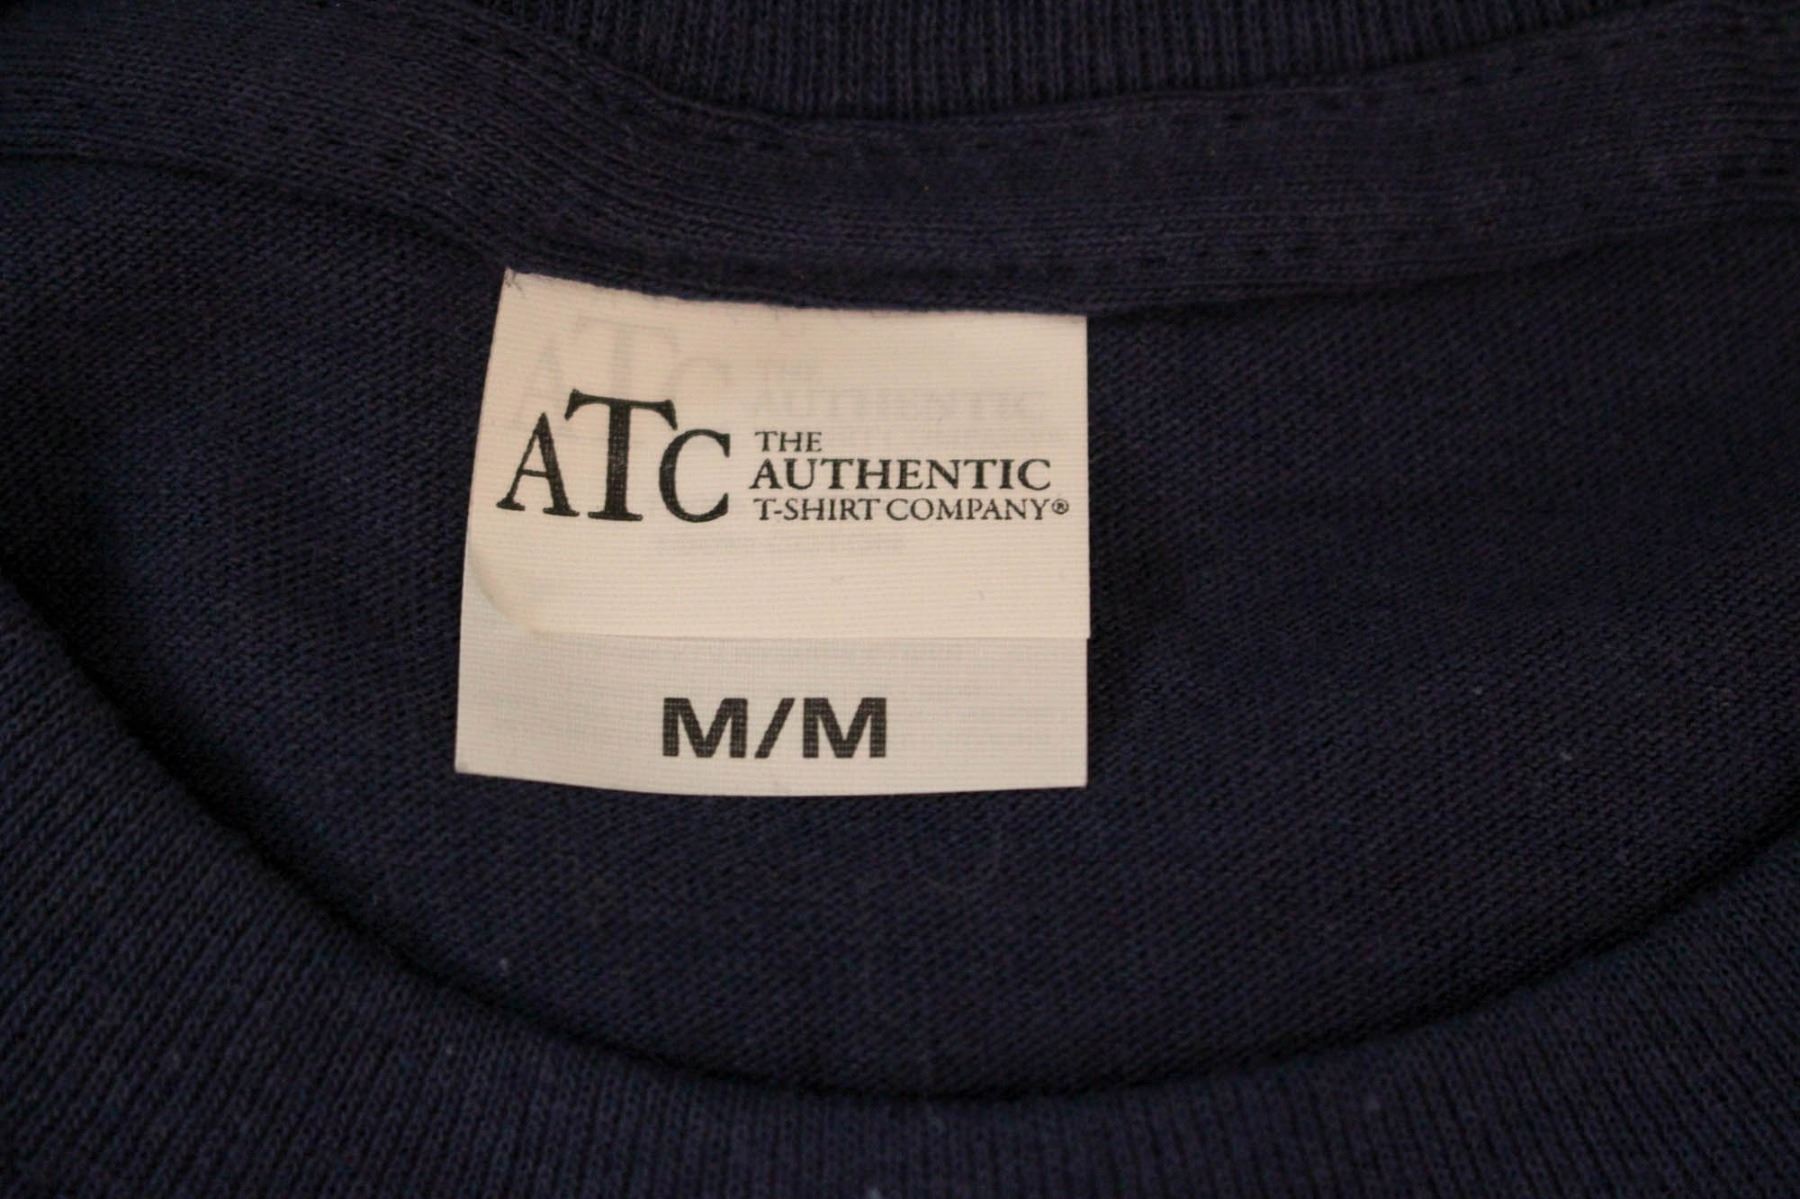 ATC
THE
AUTHENTIC
T-SHIRT COMPANY®
M/M